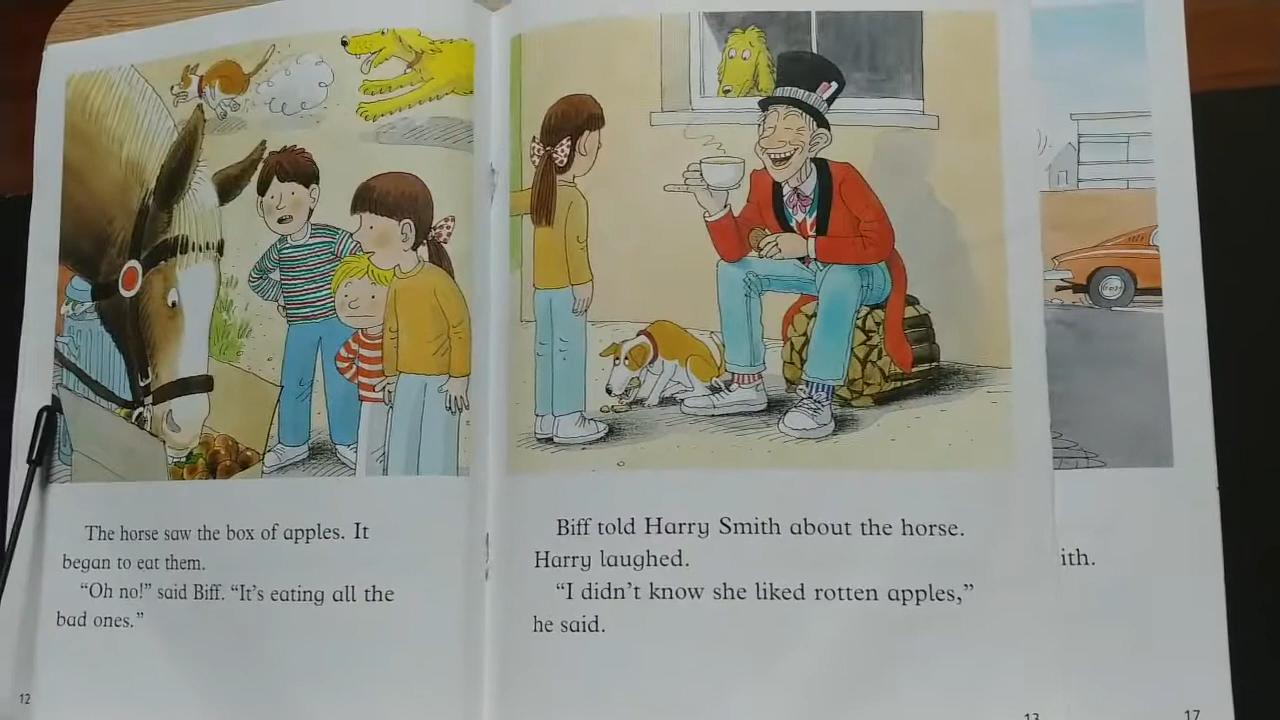 The horse saw the box of apples. It
began to eat them.
“Oh no!” said Biff. “It’s eating all the
bad ones.”
12
Biff told Harry Smith about the horse.
Harry laughed.
“I didn’t know she liked rotten apples,”
he said.
13
ith.
17